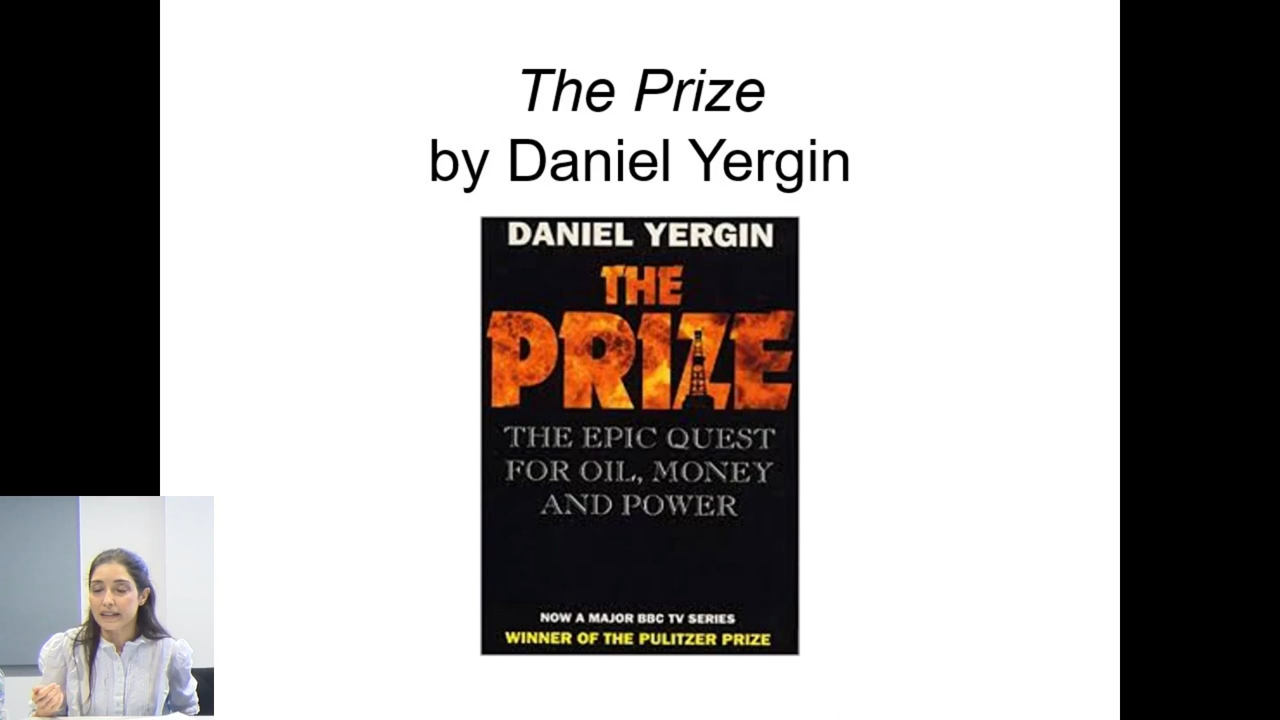 The Prize
by Daniel Yergin
DANIEL YERGIN
THE
PRIZE
THE EPIC QUEST
FOR OIL, MONEY
AND POWER
NOW A MAJOR BBC TV SERIES
WINNER OF THE PULITZER PRIZE